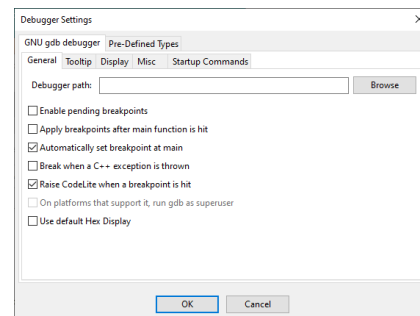 Debugger Settings
GNU gdb debugger Pre-Defined Types
General Tooltip Display Misc Startup Commands
Debugger path: Browse
Enable pending breakpoints
Apply breakpoints after main function is hit
Automatically set breakpoint at main
Break when a C++ exception is thrown
Raise CodeLite when a breakpoint is hit
On platforms that support it, run gdb as superuser
Use default Hex Display
OK Cancel